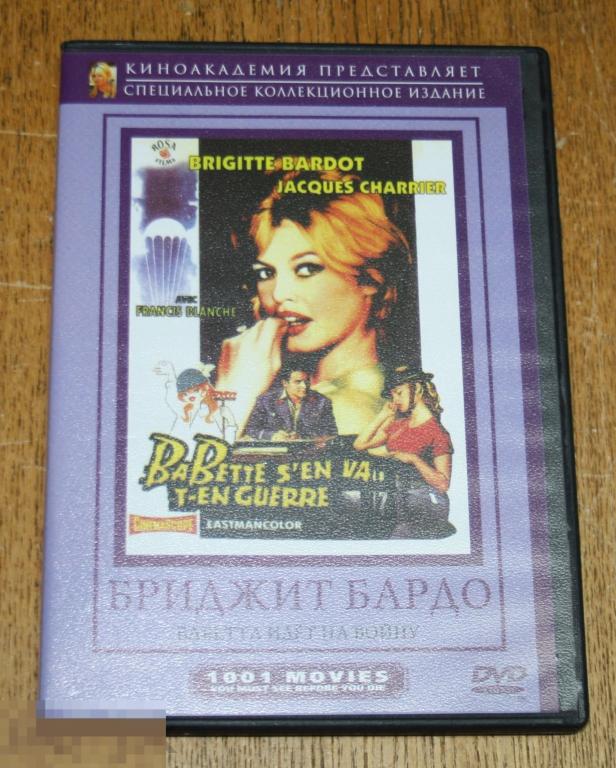 КИНОАКАДЕМИЯ ПРЕДСТАВЛЯЕТ
СПЕЦИАЛЬНОЕ КОЛЛЕКЦИОННОЕ ИЗДАНИЕ
ROSA
FILMS
BRIGITTE BARDOT
JACQUES CHARRIER
AVEC
FRANCIS BLANCHE
BABETTE S'EN VA..
T-EN GUERRE
CINEMASCOPE
EASTMANCOLOR
БРИДЖИТ БАРДО
БАБЕТТА ИДЕТ НА ВОЙНУ
1001 MOVIES
YOU MUST SEE BEFORE YOU DIE
DVD